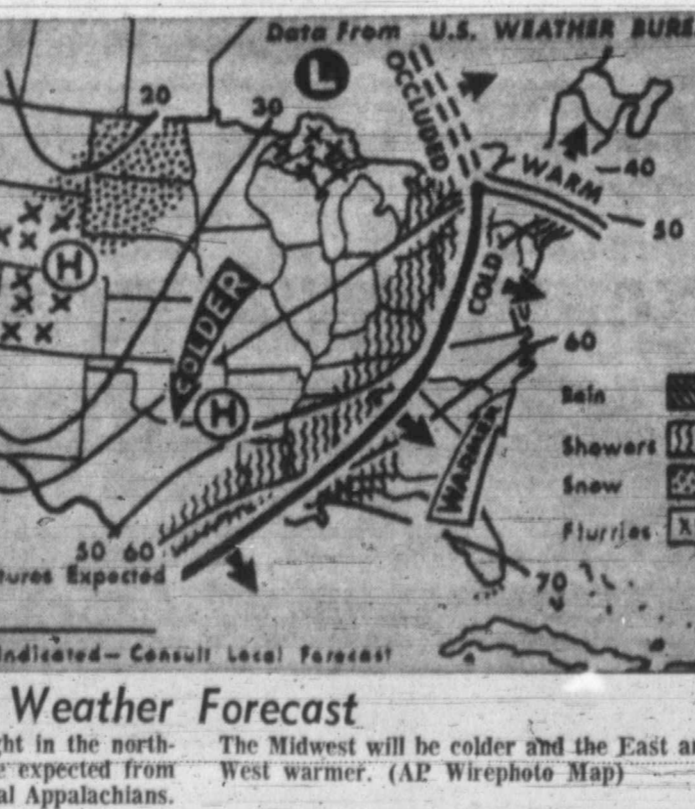 Data From U.S. WEATHER BURE
L
OCCLUDED
20
30
WARM
40
50
H
COLD
COLDER
60
H
Rain
WARMER
Showers
Snow
Flurries X
50 60
70
tures Expected
Indicated— Consult Local Forecast
Weather Forecast
ght in the north-
e expected from
al Appalachians.
The Midwest will be colder and the East an
West warmer. (AP Wirephoto Map)